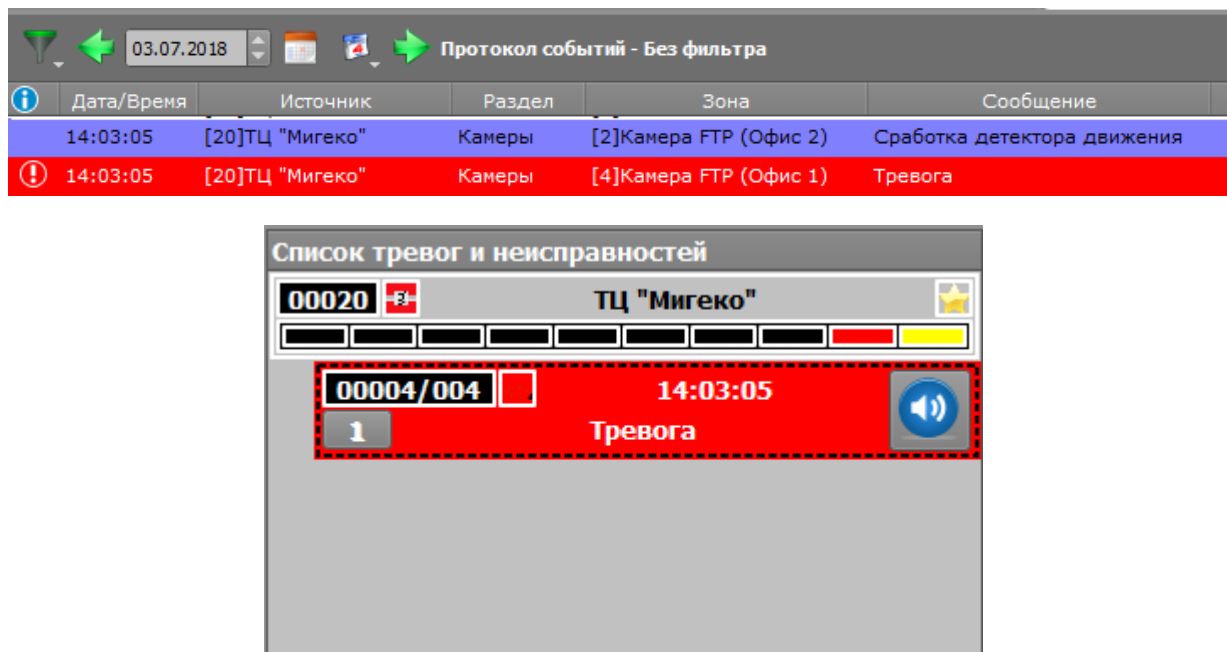 03.07.2018 Протокол событий - Без фильтра
Дата/Время Источник Раздел Зона Сообщение
14:03:05 [20]ТЦ "Мигеко" Камеры [2]Камера FTP (Офис 2) Сработка детектора движения
14:03:05 [20]ТЦ "Мигеко" Камеры [4]Камера FTP (Офис 1) Тревога
Список тревог и неисправностей
00020 ТЦ "Мигеко"
00004/004 14:03:05
1 Тревога